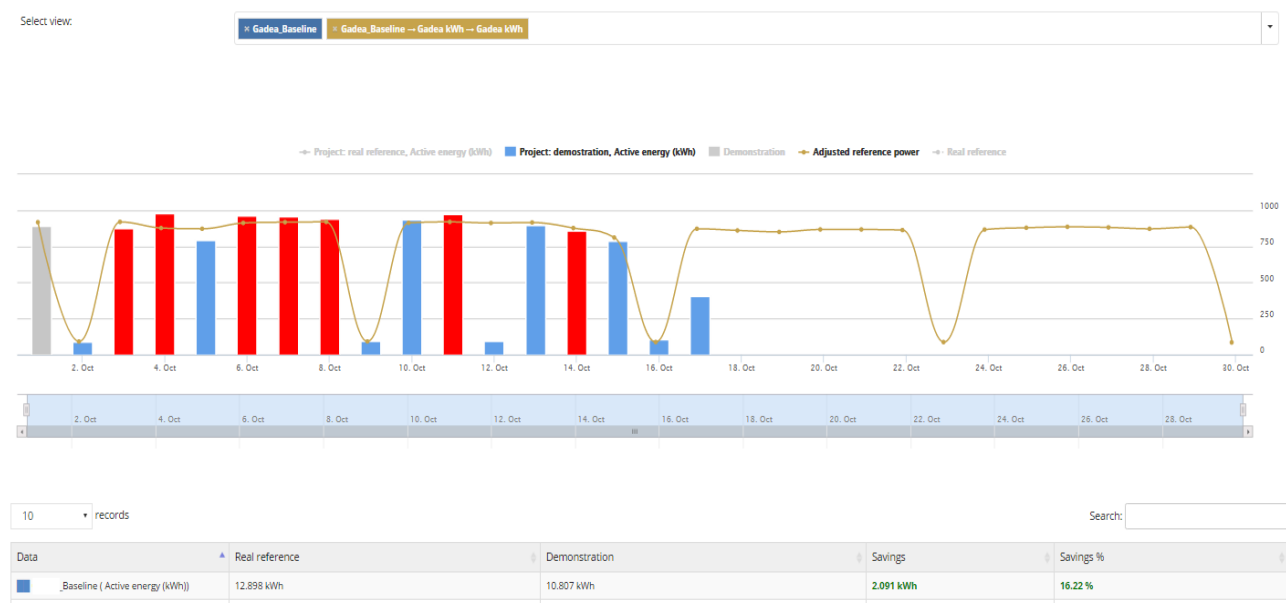 Select view:
× Gadea_Baseline × Gadea_Baseline → Gadea kWh → Gadea kWh
Project: real reference, Active energy (kWh) Project: demostration, Active energy (kWh) Demonstration Adjusted reference power Real reference
1000
750
500
250
0
2. Oct 4. Oct 6. Oct 8. Oct 10. Oct 12. Oct 14. Oct 16. Oct 18. Oct 20. Oct 22. Oct 24. Oct 26. Oct 28. Oct 30. Oct
2. Oct 4. Oct 6. Oct 8. Oct 10. Oct 12. Oct 14. Oct 16. Oct 18. Oct 20. Oct 22. Oct 24. Oct 26. Oct 28. Oct
10 records Search:
Data Real reference Demonstration Savings Savings %
_Baseline ( Active energy (kWh)) 12.898 kWh 10.807 kWh 2.091 kWh 16.22 %